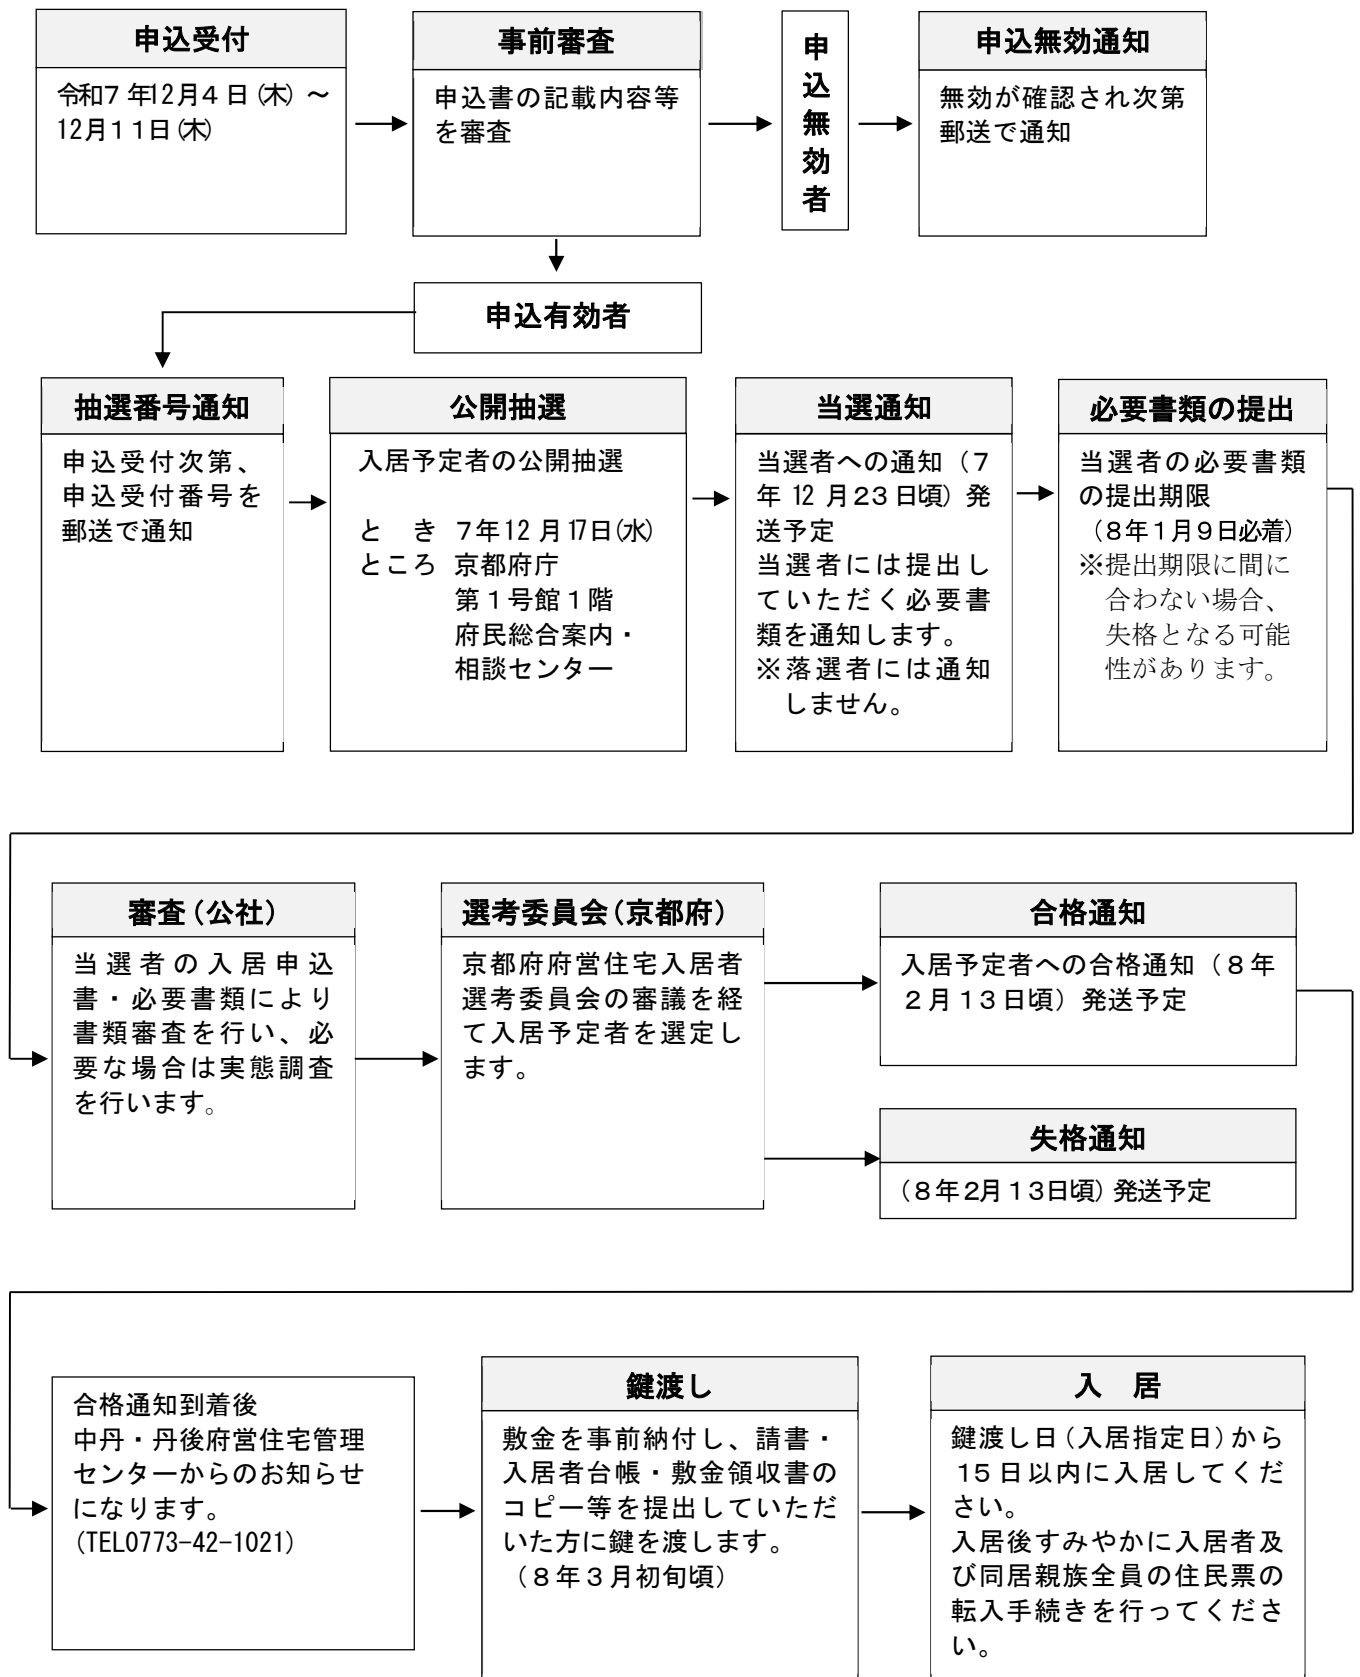 申込受付
令和7年12月4日(木)～
12月11日(木)
事前審査
申込書の記載内容等
を審査
申込無効者
申込無効通知
無効が確認され次第
郵送で通知
申込有効者
抽選番号通知
申込受付次第、
申込受付番号を
郵送で通知
公開抽選
入居予定者の公開抽選
と　き 7年12月17日(水)
ところ 京都府庁
第1号館1階
府民総合案内・
相談センター
当選通知
当選者への通知（7
年12月23日頃）発
送予定
当選者には提出し
ていただく必要書
類を通知します。
※落選者には通知
しません。
必要書類の提出
当選者の必要書類
の提出期限
（8年1月9日必着）
※提出期限に間に
合わない場合、
失格となる可能
性があります。
審査（公社）
当選者の入居申込
書・必要書類により
書類審査を行い、必
要な場合は実態調査
を行います。
選考委員会（京都府）
京都府府営住宅入居者
選考委員会の審議を経
て入居予定者を選定し
ます。
合格通知
入居予定者への合格通知（8年
2月13日頃）発送予定
失格通知
（8年2月13日頃）発送予定
合格通知到着後
中丹・丹後府営住宅管理
センターからのお知らせ
になります。
(TEL0773-42-1021)
鍵渡し
敷金を事前納付し、請書・
入居者台帳・敷金領収書の
コピー等を提出していただ
いた方に鍵を渡します。
（8年3月初旬頃）
入　居
鍵渡し日（入居指定日）から
15日以内に入居してくだ
さい。
入居後すみやかに入居者及
び同居親族全員の住民票の
転入手続きを行ってくださ
い。